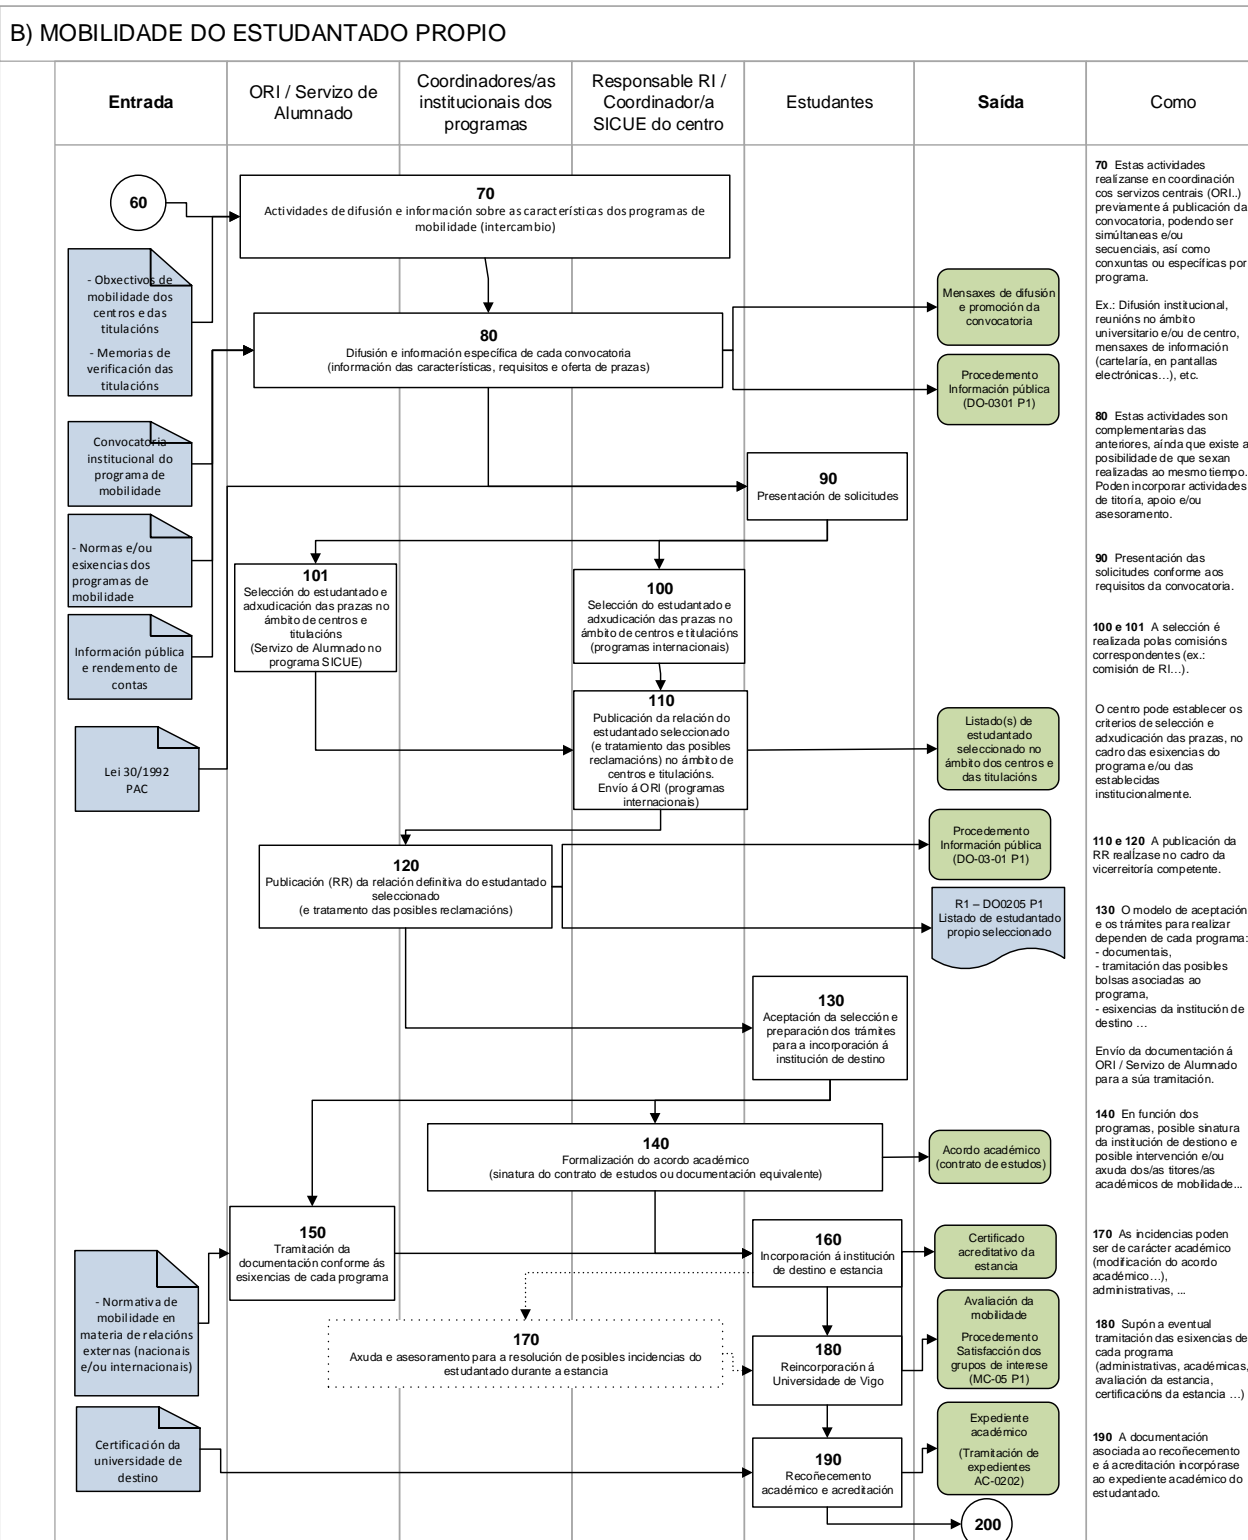 B) MOBILIDADE DO ESTUDANTADO PROPIO
Entrada
ORI / Servizo de
Alumnado
Coordinadores/as
institucionais dos
programas
Responsable RI /
Coordinador/a
SICUE do centro
Estudantes
Saída
Como
60
70
Actividades de difusión e información sobre as características dos programas de
mobilidade (intercambio)
- Obxectivos de
mobilidade dos
centros e das
titulacións
- Memorias de
verificación das
titulacións
80
Difusión e información específica de cada convocatoria
(información das características, requisitos e oferta de prazas)
Mensaxes de difusión
e promoción da
convocatoria
Procedemento
Información pública
(DO-0301 P1)
Convocatoria
institucional do
programa de
mobilidade
90
Presentación de solicitudes
- Normas e/ou
esixencias dos
programas de
mobilidade
101
Selección do estudantado e
adxudicación das prazas no
ámbito de centros e
titulacións
(Servizo de Alumnado no
programa SICUE)
100
Selección do estudantado e
adxudicación das prazas no
ámbito de centros e titulacións
(programas internacionais)
Información pública
e rendemento de
contas
110
Publicación da relación do
estudantado seleccionado
(e tratamiento das posibles
reclamacións) no ámbito de
centros e titulacións.
Envío á ORI (programas
internacionais)
Listado(s) de
estudantado
seleccionado no
ámbito dos centros e
das titulacións
Lei 30/1992
PAC
120
Publicación (RR) da relación definitiva do estudantado
seleccionado
(e tratamento das posibles reclamacións)
Procedemento
Información pública
(DO-03-01 P1)
R1 – DO0205 P1
Listado de estudantado
propio seleccionado
130
Aceptación da selección e
preparación dos trámites
para a incorporación á
institución de destino
140
Formalización do acordo académico
(sinatura do contrato de estudos ou documentación equivalente)
Acordo académico
(contrato de estudos)
150
Tramitación da
documentación conforme ás
esixencias de cada programa
160
Incorporación á institución
de destino e estancia
Certificado
acreditativo da
estancia
- Normativa de
mobilidade en
materia de relacións
externas (nacionais
e/ou internacionais)
170
Axuda e asesoramento para a resolución de posibles incidencias do
estudantado durante a estancia
180
Reincorporación á
Universidade de Vigo
Avaliación da
mobilidade
Procedemento
Satisfacción dos
grupos de interese
(MC-05 P1)
Certificación da
universidade de
destino
190
Recoñecemento
académico e acreditación
Expediente
académico
(Tramitación de
expedientes
AC-0202)
200
70 Estas actividades
realízanse en coordinación
cos servizos centrais (ORI..)
previamente á publicación da
convocatoria, podendo ser
simúltaneas e/ou
secuenciais, así como
conxuntas ou específicas por
programa.
Ex.: Difusión institucional,
reunións no ámbito
universitario e/ou de centro,
mensaxes de información
(cartelaría, en pantallas
electrónicas…), etc.
80 Estas actividades son
complementarias das
anteriores, aínda que existe a
posibilidade de que sexan
realizadas ao mesmo tiempo.
Poden incorporar actividades
de titoría, apoio e/ou
asesoramento.
90 Presentación das
solicitudes conforme aos
requisitos da convocatoria.
100 e 101 A selección é
realizada polas comisións
correspondentes (ex.:
comisión de RI…).
O centro pode establecer os
criterios de selección e
adxudicación das prazas, no
cadro das esixencias do
programa e/ou das
establecidas
institucionalmente.
110 e 120 A publicación da
RR realÍzase no cadro da
vicerreitoría competente.
130 O modelo de aceptación
e os trámites para realizar
dependen de cada programa:
- documentais,
- tramitación das posibles
bolsas asociadas ao
programa,
- esixencias da institución de
destino …
Envío da documentación á
ORI / Servizo de Alumnado
para a súa tramitación.
140 En función dos
programas, posible sinatura
da institución de destiono e
posible intervención e/ou
axuda dos/as titores/as
académicos de mobilidade...
170 As incidencias poden
ser de carácter académico
(modificación do acordo
académico…),
administrativas, ...
180 Supón a eventual
tramitación das esixencias de
cada programa
(administrativas, académicas,
avaliación da estancia,
certificacións da estancia …)
190 A documentación
asociada ao recoñecemento
e á acreditación incorpórase
ao expediente académico do
estudantado.